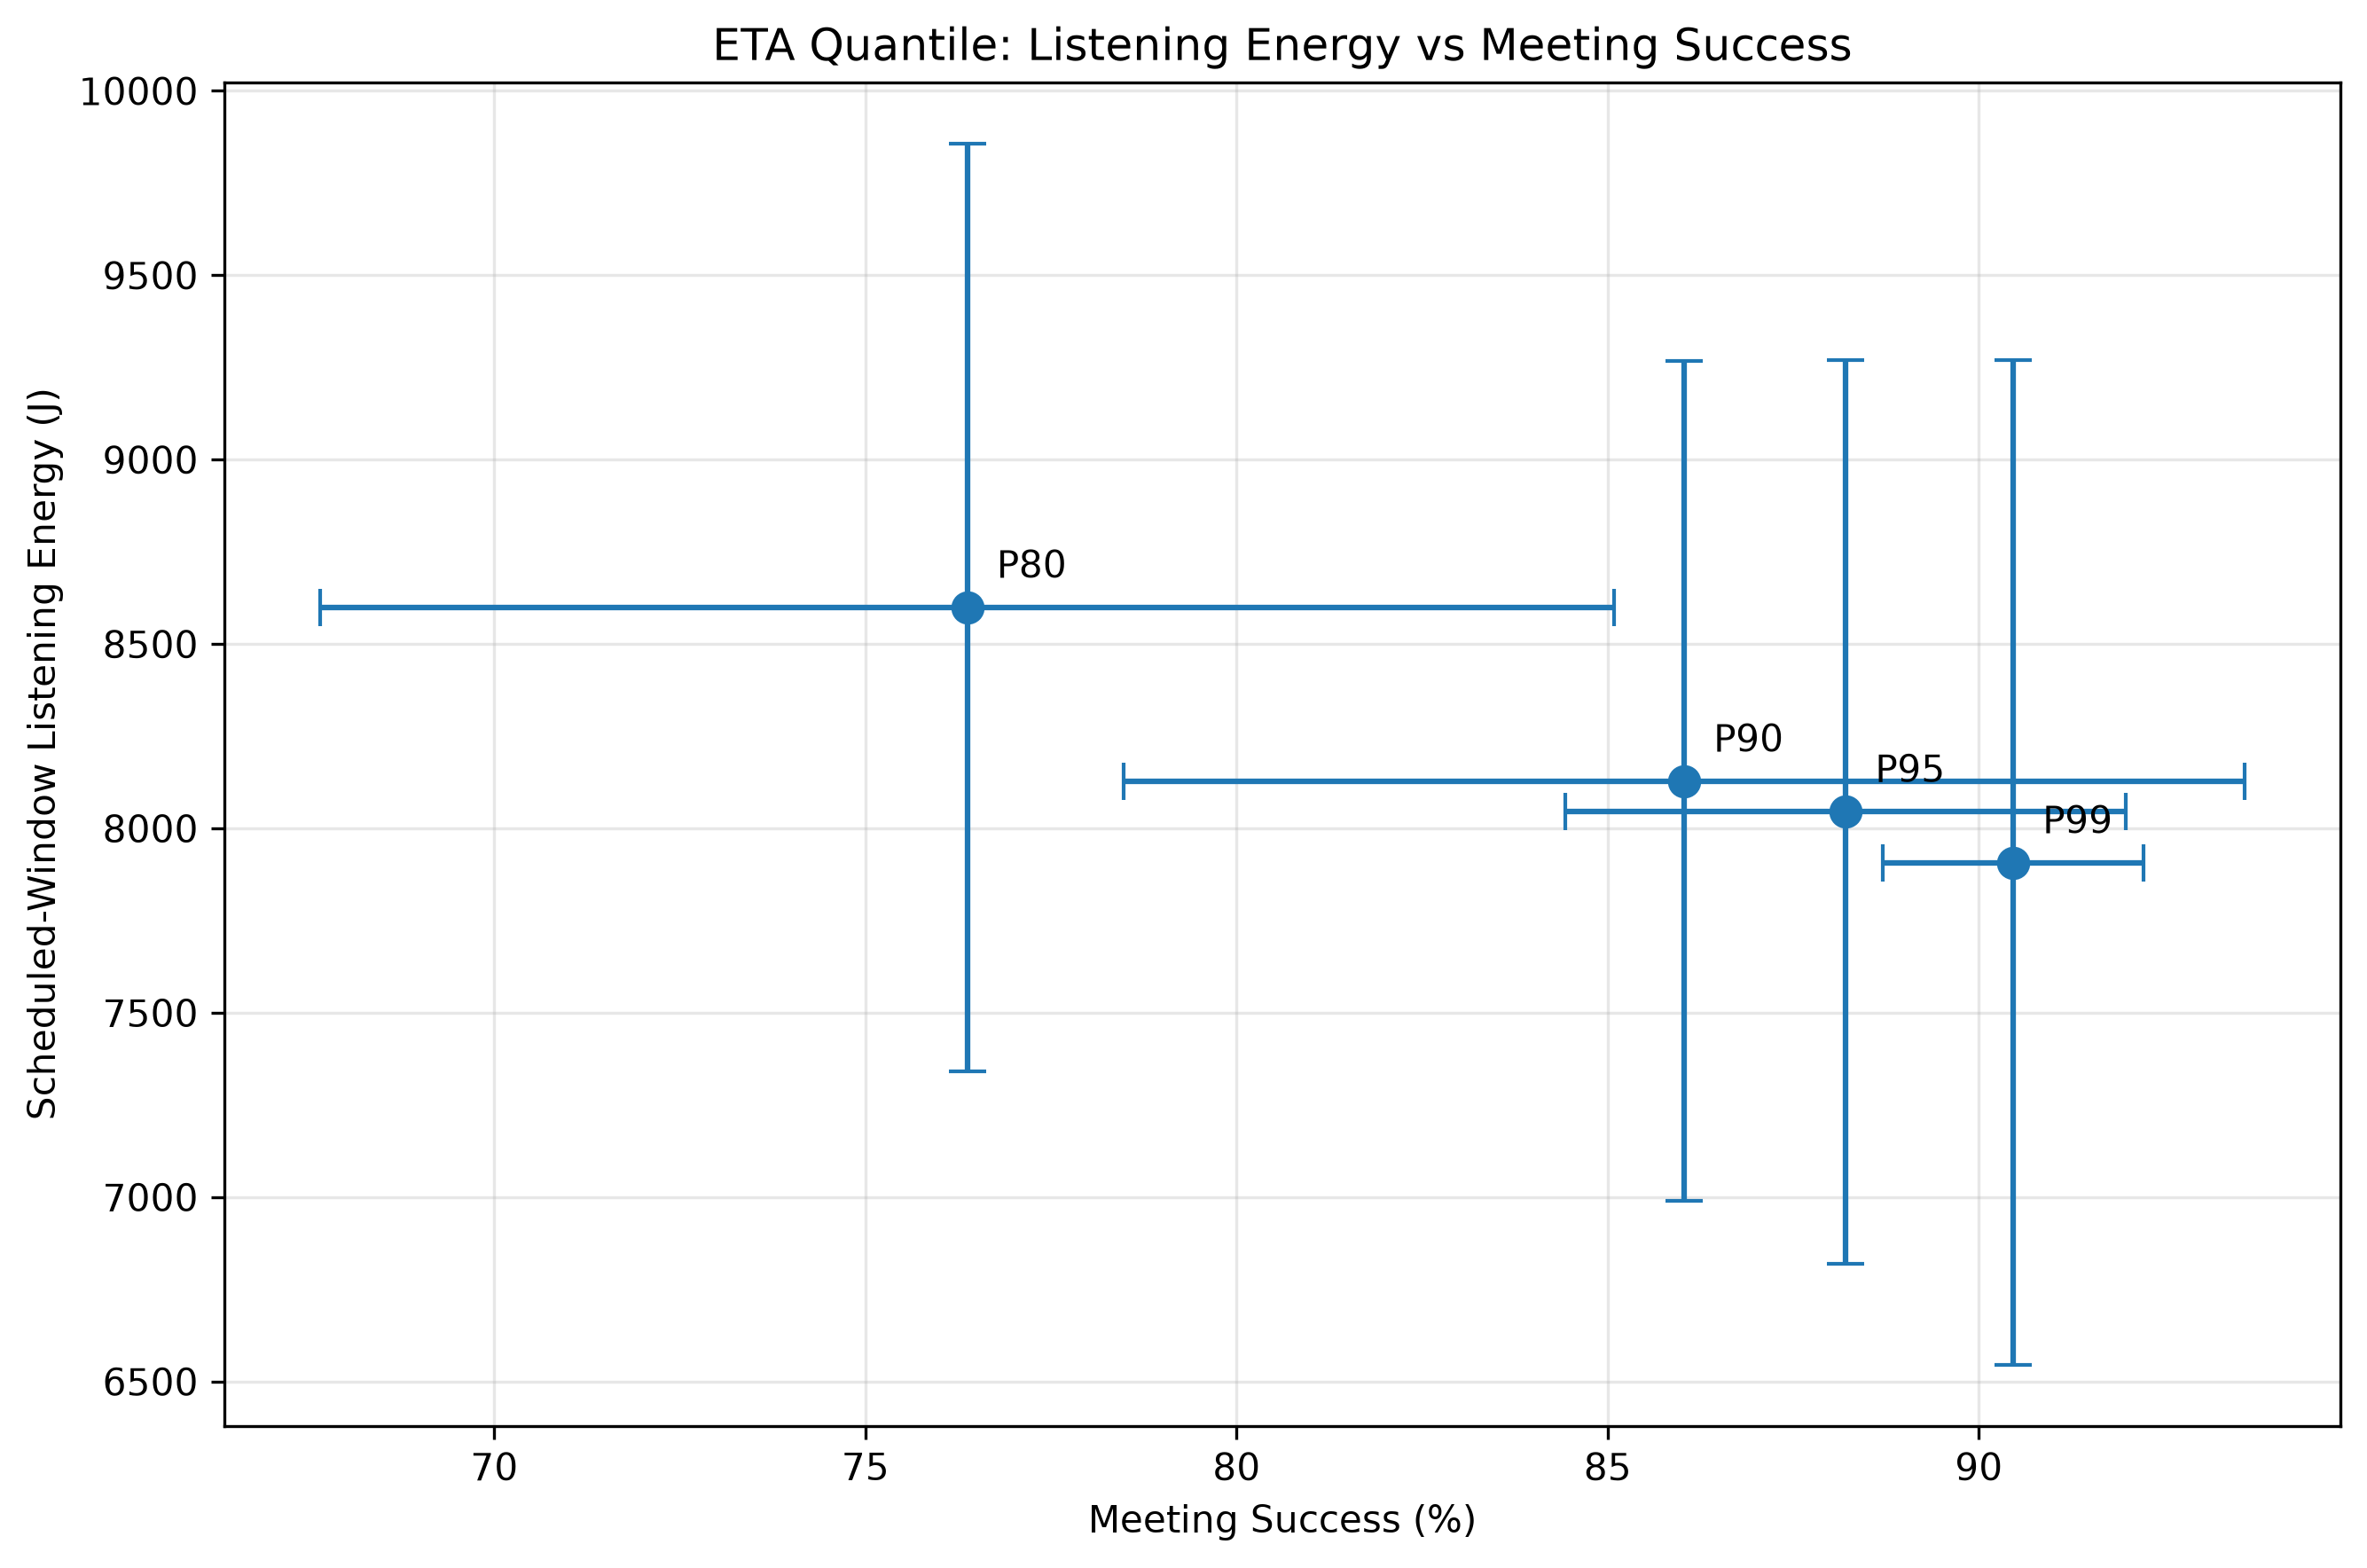 ETA Quantile: Listening Energy vs Meeting Success
Scheduled-Window Listening Energy (J)
10000
9500
9000
8500
8000
7500
7000
6500
P80
P90
P95
P99
70 75 80 85 90
Meeting Success (%)